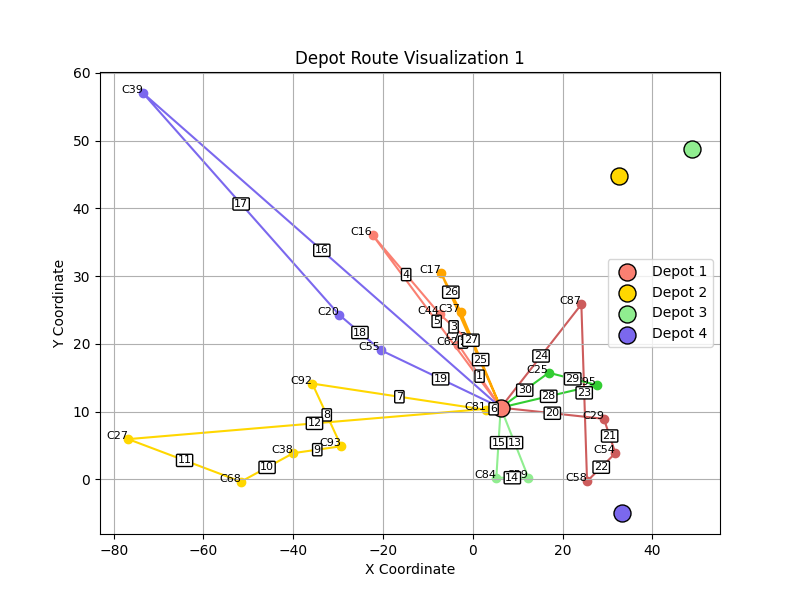 Depot Route Visualization 1
60
50
40
30
20
10
0
Y Coordinate
−80
−60
−40
−20
0
20
40
X Coordinate
Depot 1
Depot 2
Depot 3
Depot 4
C39
17
16
C16
C17
4
26
C87
C20
C44
C37
5
3
18
C62
27
C55
25
24
19
1
C25
29
C92
30
23
7
28
C81
6
8
20
C29
12
C27
21
C93
15
13
C38
9
C54
11
10
22
C68
C84
14
C58